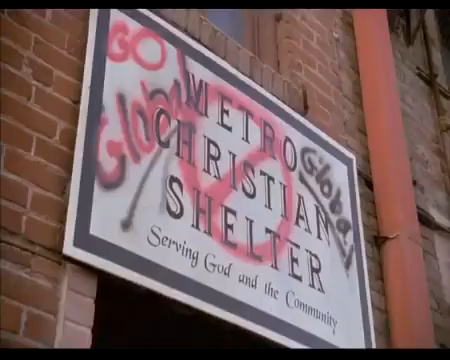 GO
Global
METRO
CHRISTIAN
Global
SHELTER
Serving God and the Community